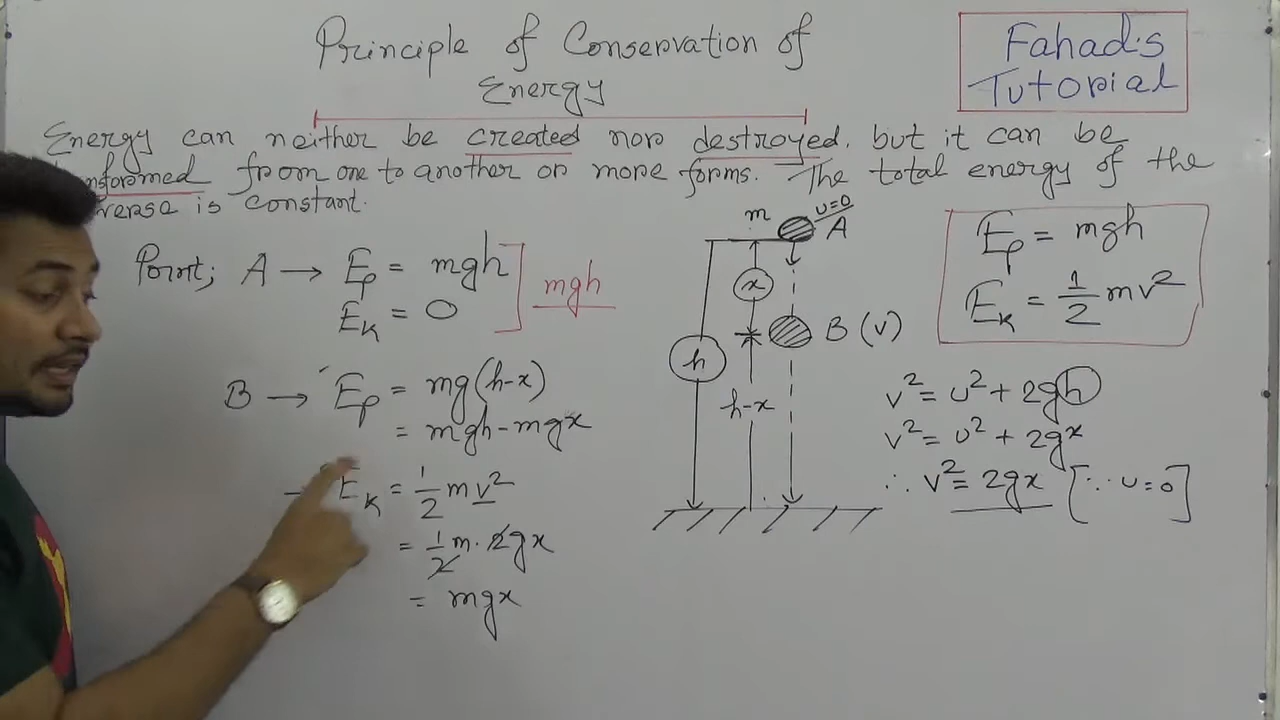 Principle of Conservation of
Energy
Fahad's
Tutorial
Energy can neither be created nor destroyed. but it can be
nsformed from one to another or more forms. The total energy of the
verse is constant.
Point; A → Ep = mgh
EK = 0
mgh
B → Ep = mg(h-x)
= mgh - mgx
EK = 1/2 mv²
= 1/2 m. 2gx
= mgx
m
u=0
A
x
B (v)
h
h-x
Ep = mgh
EK = 1/2 mv²
v² = u² + 2gh
v² = u² + 2gx
∴ v² = 2gx [∵ u=0]